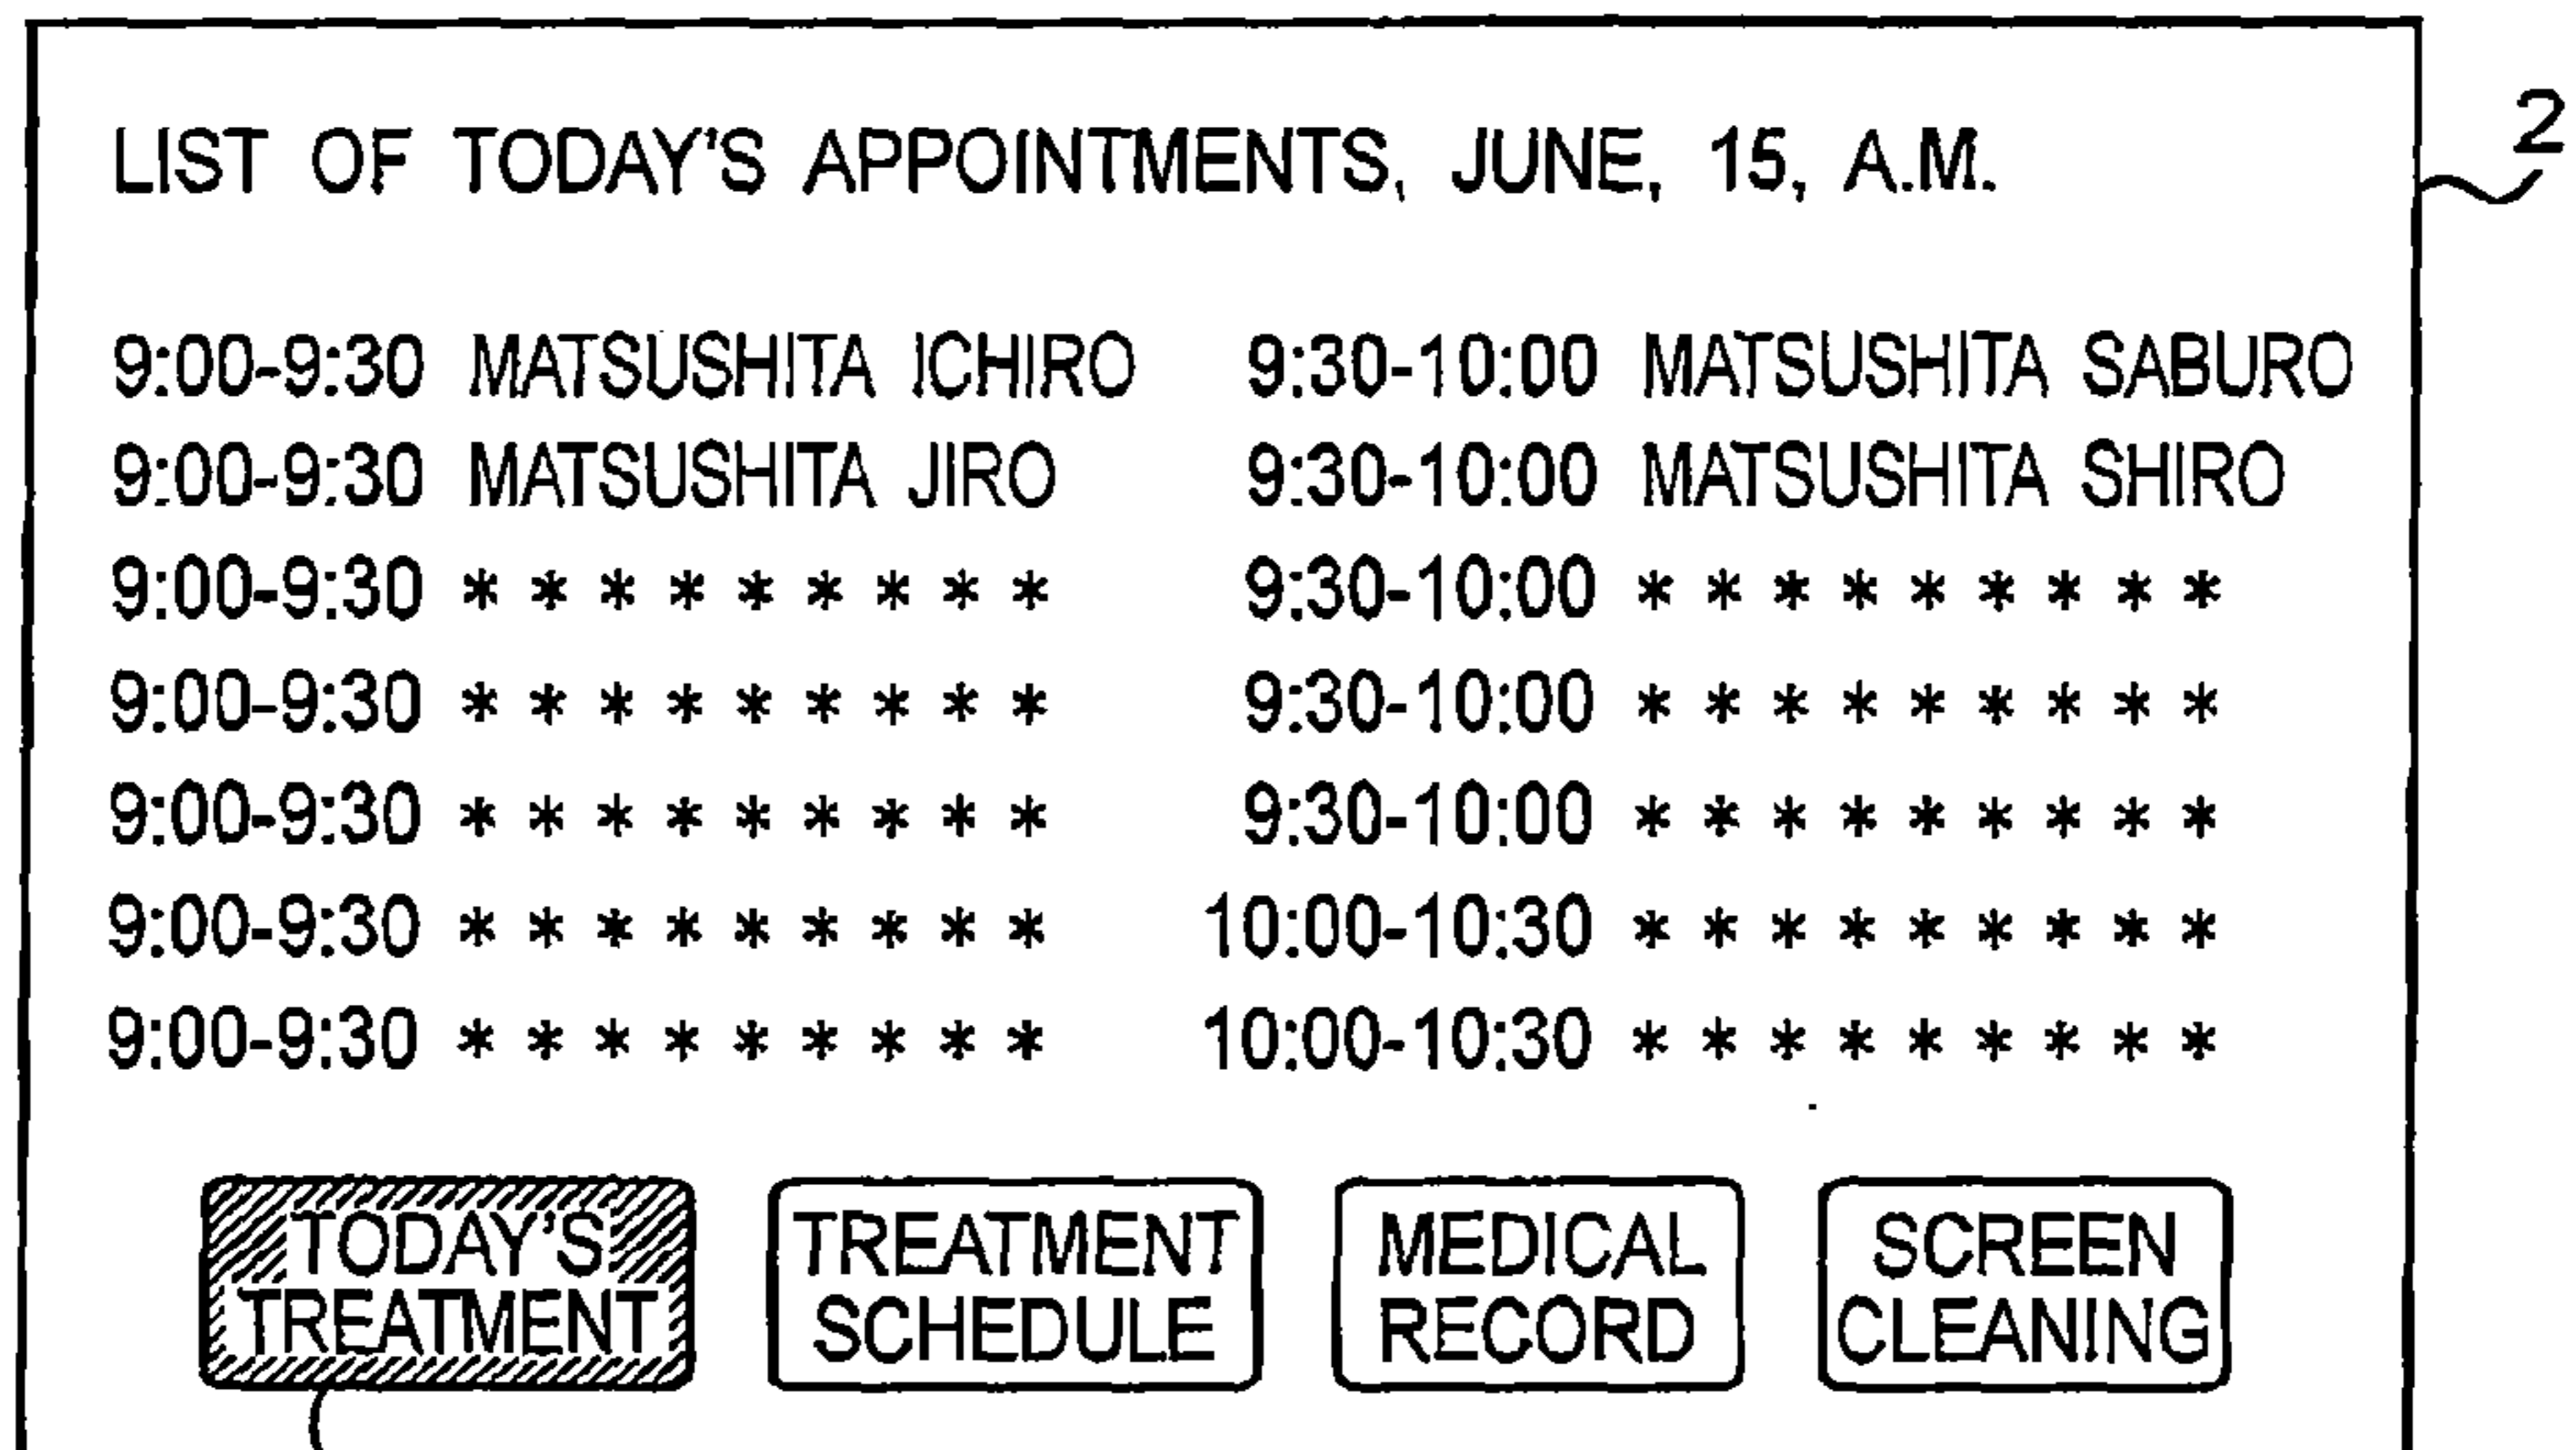 LIST OF TODAY'S APPOINTMENTS, JUNE, 15, A.M.
2
9:00-9:30 MATSUSHITA ICHIRO 9:30-10:00 MATSUSHITA SABURO
9:00-9:30 MATSUSHITA JIRO 9:30-10:00 MATSUSHITA SHIRO
9:00-9:30 * * * * * * * * * 9:30-10:00 * * * * * * * * *
9:00-9:30 * * * * * * * * * 9:30-10:00 * * * * * * * * *
9:00-9:30 * * * * * * * * * 9:30-10:00 * * * * * * * * *
9:00-9:30 * * * * * * * * * 10:00-10:30 * * * * * * * * *
9:00-9:30 * * * * * * * * * 10:00-10:30 * * * * * * * * *
TODAY'S
TREATMENT
TREATMENT
SCHEDULE
MEDICAL
RECORD
SCREEN
CLEANING